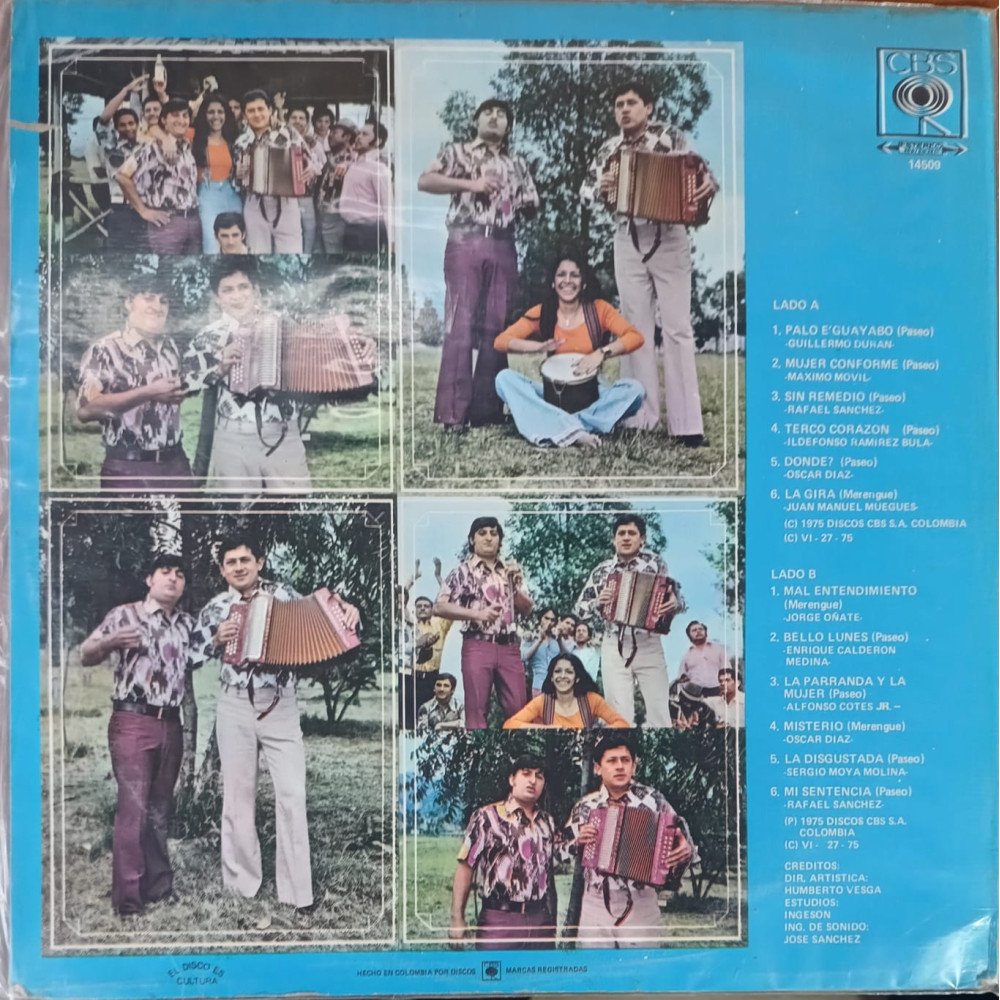 CBS
14509
LADO A
1, PALO E'GUAYABO (Paseo)
-GUILLERMO DURAN-
2, MUJER CONFORME (Paseo)
-MAXIMO MOVIL-
3, SIN REMEDIO (Paseo)
-RAFAEL SANCHEZ-
4, TERCO CORAZON (Paseo)
-ILDEFONSO RAMIREZ BULA-
5, DONDE? (Paseo)
-OSCAR DIAZ-
6, LA GIRA (Merengue)
-JUAN MANUEL MUEGUES-
(C) 1975 DISCOS CBS S.A. COLOMBIA
(C) VI - 27 - 75
LADO B
1. MAL ENTENDIMIENTO
(Merengue)
-JORGE OÑATE-
2. BELLO LUNES (Paseo)
-ENRIQUE CALDERON
MEDINA-
3. LA PARRANDA Y LA
MUJER (Paseo)
-ALFONSO COTES JR. -
4. MISTERIO (Merengue)
-OSCAR DIAZ-
5. LA DISGUSTADA (Paseo)
-SERGIO MOYA MOLINA-
6. MI SENTENCIA (Paseo)
-RAFAEL SANCHEZ-
(P) 1975 DISCOS CBS S.A.
COLOMBIA
(C) VI - 27 - 75
CREDITOS:
DIR. ARTISTICA:
HUMBERTO VESGA
ESTUDIOS:
INGESON
ING. DE SONIDO:
JOSE SANCHEZ
EL DISCO ES
CULTURA
HECHO EN COLOMBIA POR DISCOS MARCAS REGISTRADAS